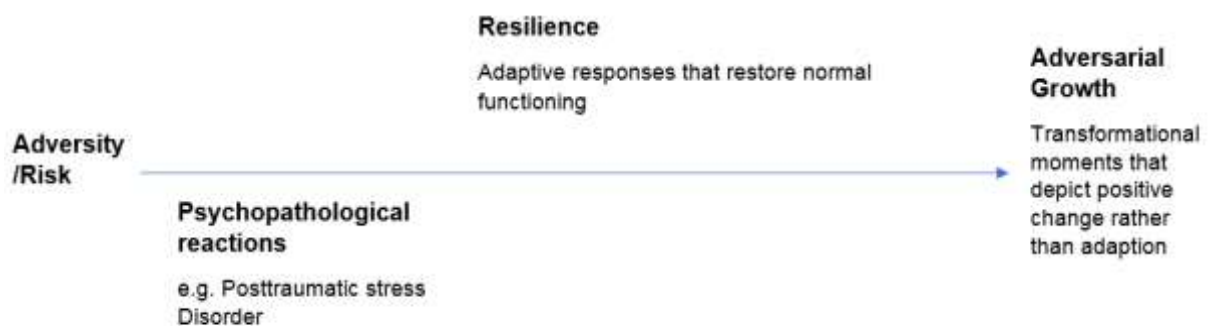 Resilience
Adaptive responses that restore normal
functioning
Adversarial
Growth
Transformational
moments that
depict positive
change rather
than adaption
Adversity
/Risk
Psychopathological
reactions
e.g. Posttraumatic stress
Disorder